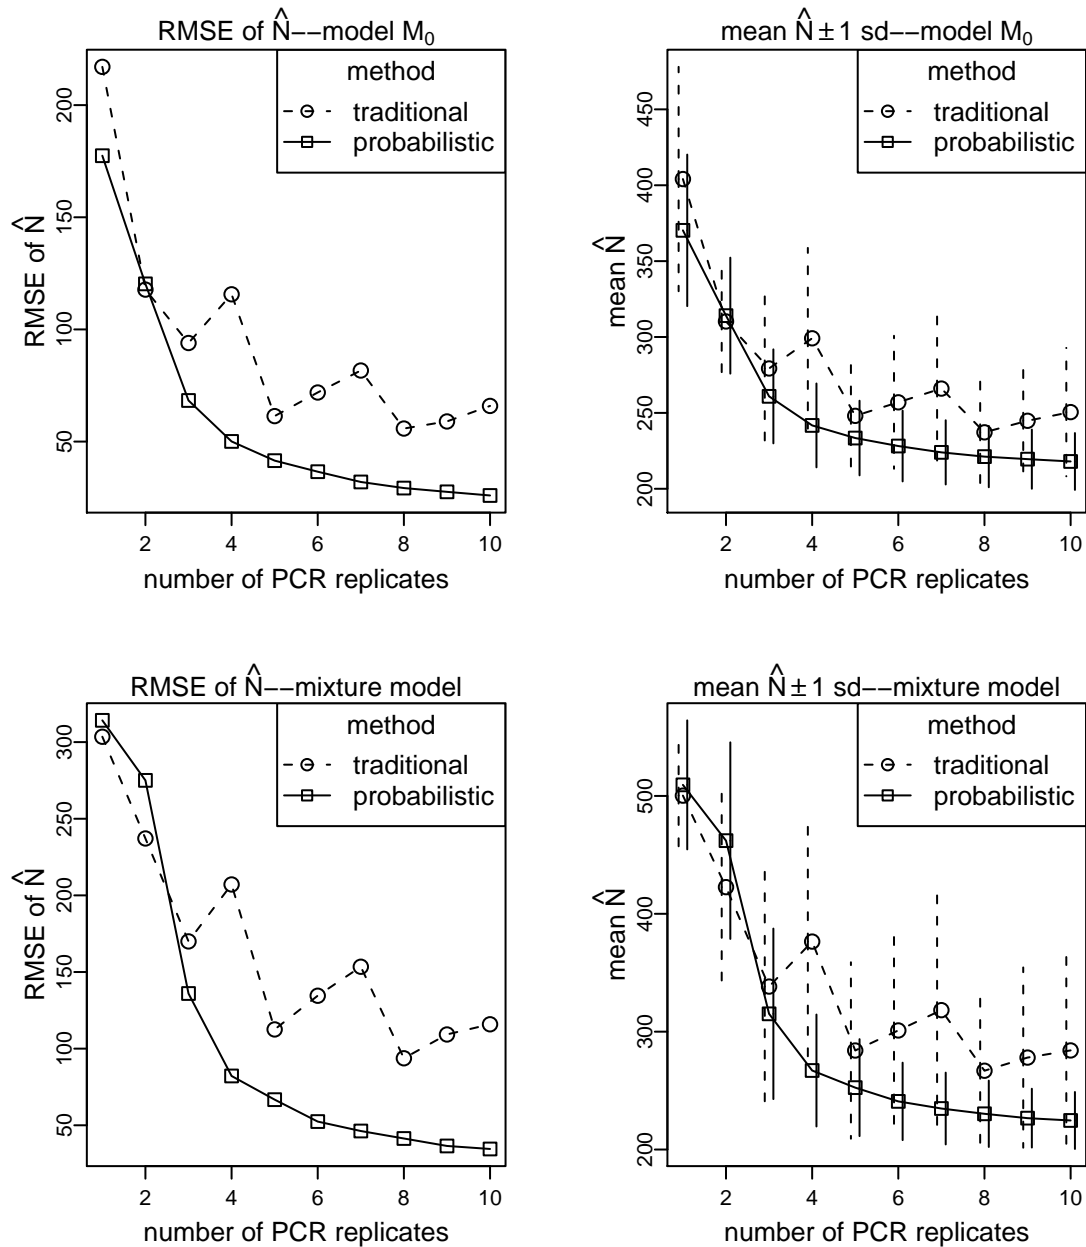 RMSE of N̂−−model M₀
method
traditional
probabilistic
RMSE of N̂
50
100
150
200
2
4
6
8
10
number of PCR replicates
mean N̂ ± 1 sd−−model M₀
method
traditional
probabilistic
mean N̂
200
250
300
350
400
450
2
4
6
8
10
number of PCR replicates
RMSE of N̂−−mixture model
method
traditional
probabilistic
RMSE of N̂
50
100
150
200
250
300
2
4
6
8
10
number of PCR replicates
mean N̂ ± 1 sd−−mixture model
method
traditional
probabilistic
mean N̂
200
300
400
500
2
4
6
8
10
number of PCR replicates